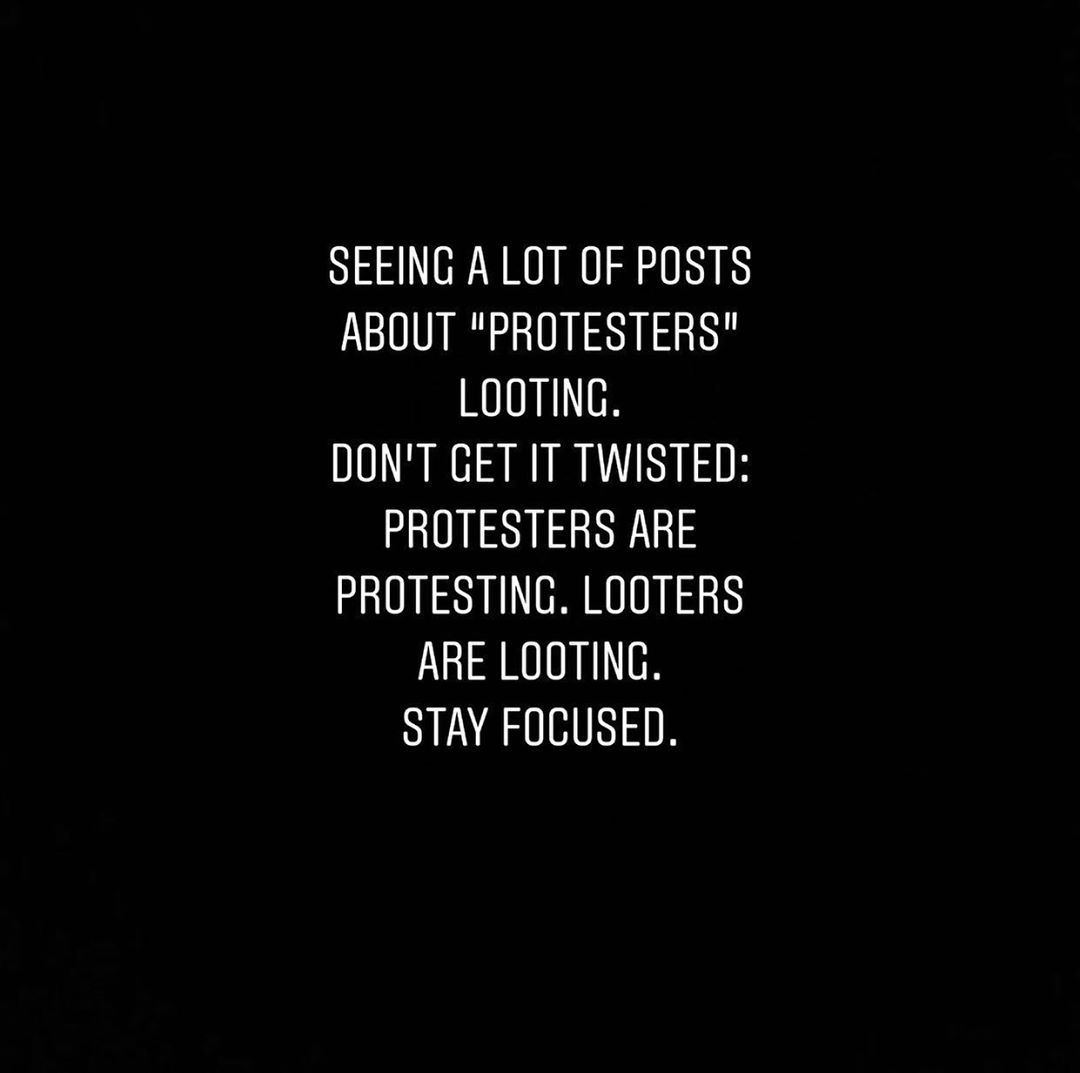 SEEING A LOT OF POSTS
ABOUT "PROTESTERS"
LOOTING.
DON'T GET IT TWISTED:
PROTESTERS ARE
PROTESTING. LOOTERS
ARE LOOTING.
STAY FOCUSED.